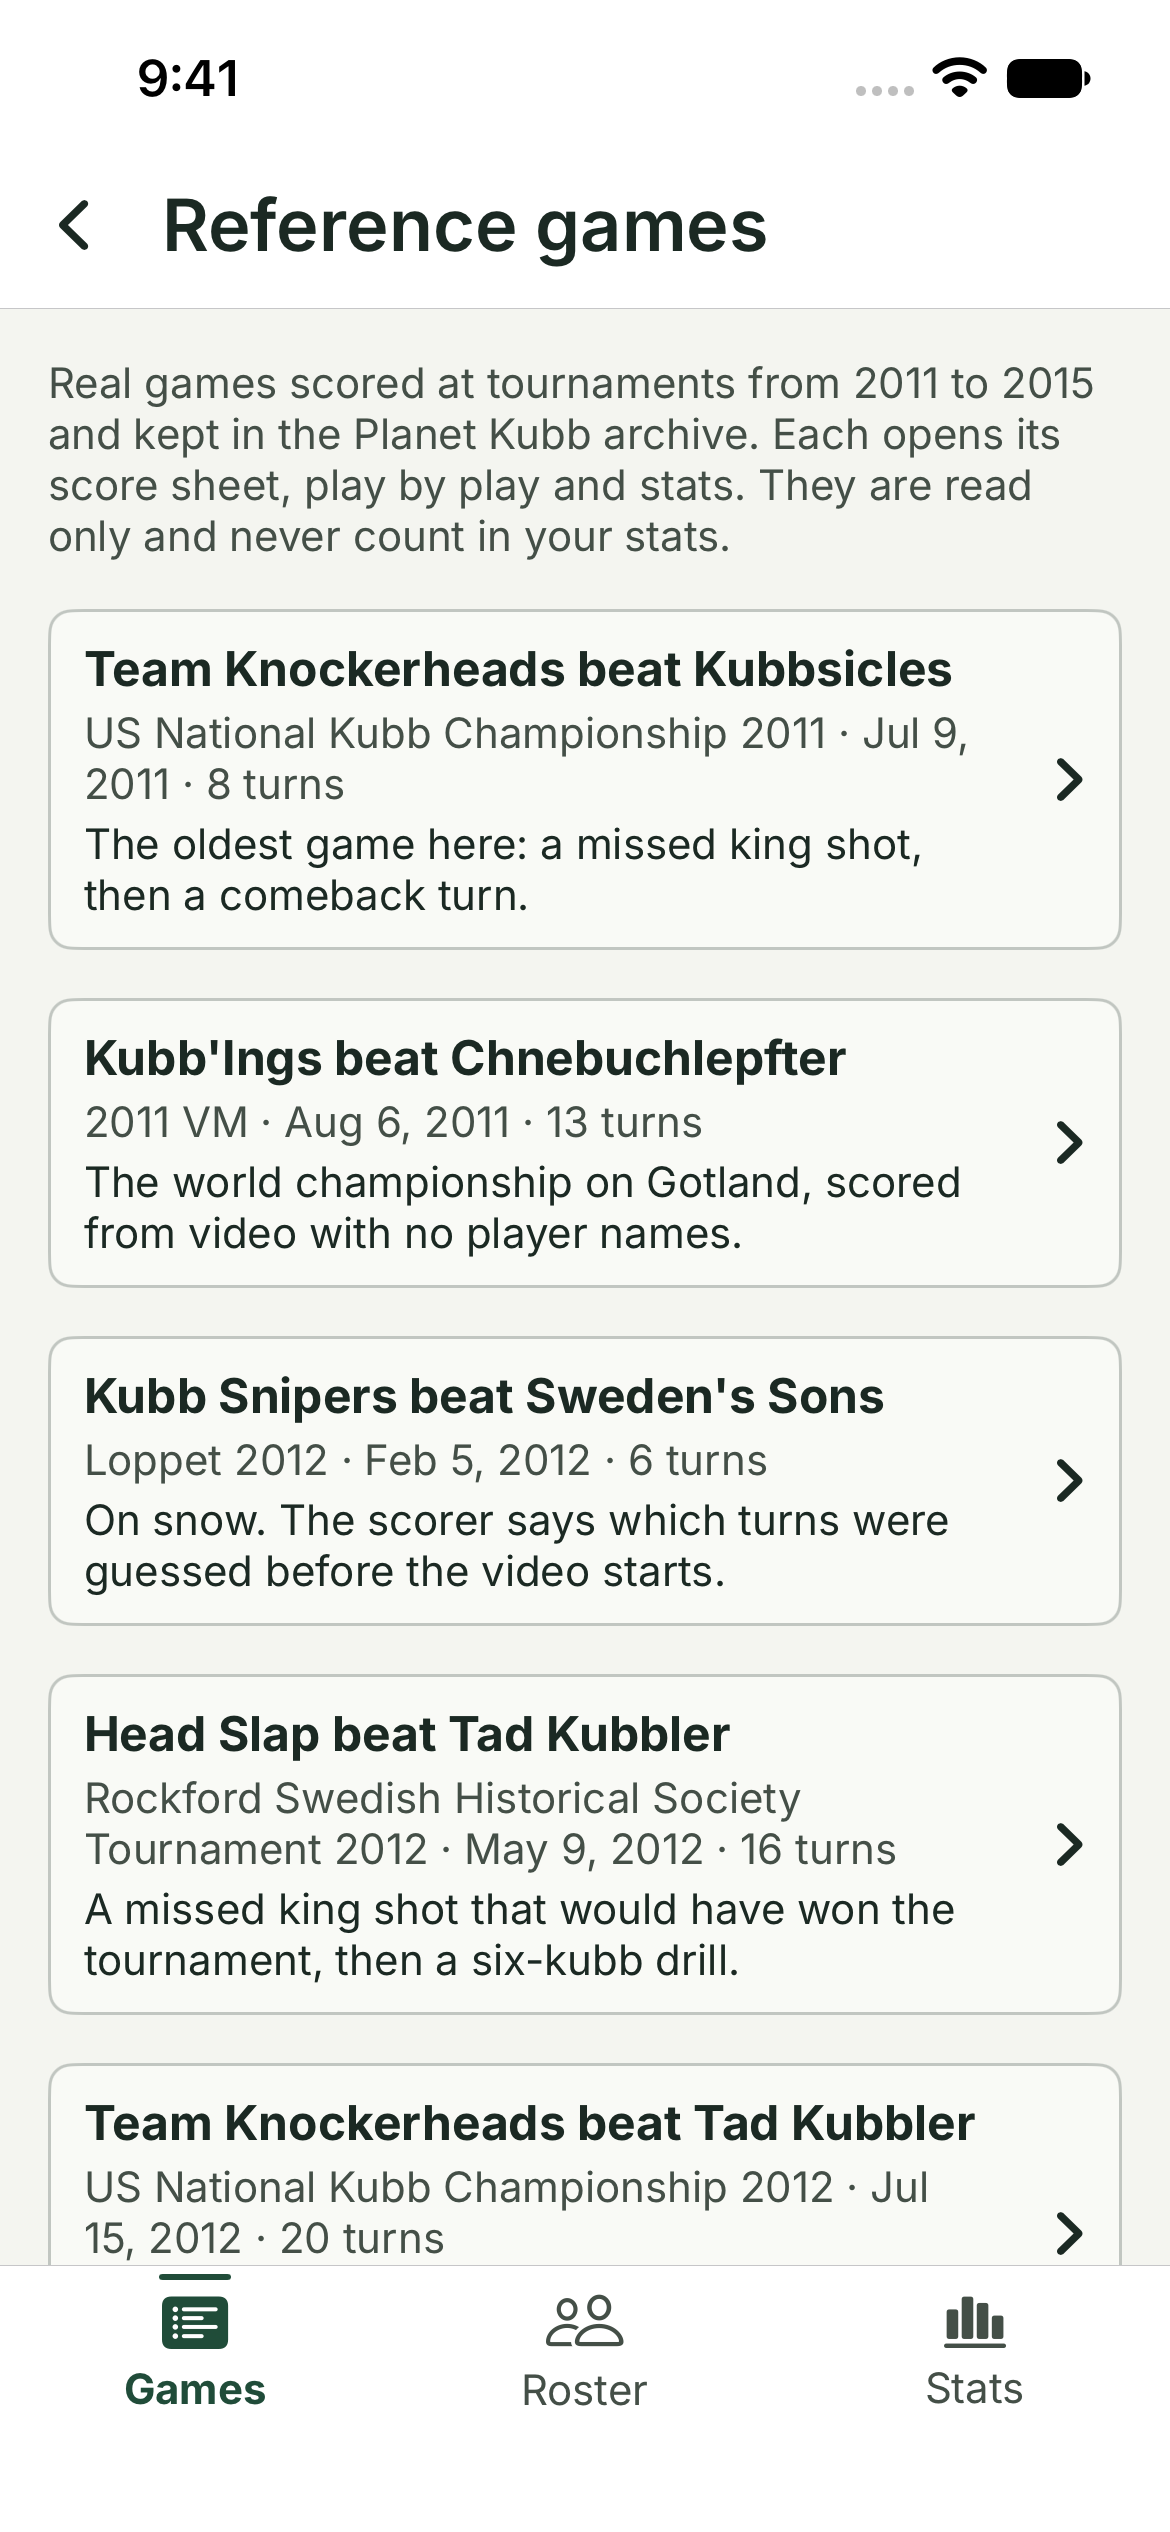 9:41
Reference games
Real games scored at tournaments from 2011 to 2015
and kept in the Planet Kubb archive. Each opens its
score sheet, play by play and stats. They are read
only and never count in your stats.
Team Knockerheads beat Kubbsicles
US National Kubb Championship 2011 · Jul 9,
2011 · 8 turns
The oldest game here: a missed king shot,
then a comeback turn.
Kubb'Ings beat Chnebuchlepfter
2011 VM · Aug 6, 2011 · 13 turns
The world championship on Gotland, scored
from video with no player names.
Kubb Snipers beat Sweden's Sons
Loppet 2012 · Feb 5, 2012 · 6 turns
On snow. The scorer says which turns were
guessed before the video starts.
Head Slap beat Tad Kubbler
Rockford Swedish Historical Society
Tournament 2012 · May 9, 2012 · 16 turns
A missed king shot that would have won the
tournament, then a six-kubb drill.
Team Knockerheads beat Tad Kubbler
US National Kubb Championship 2012 · Jul
15, 2012 · 20 turns
Games
Roster
Stats